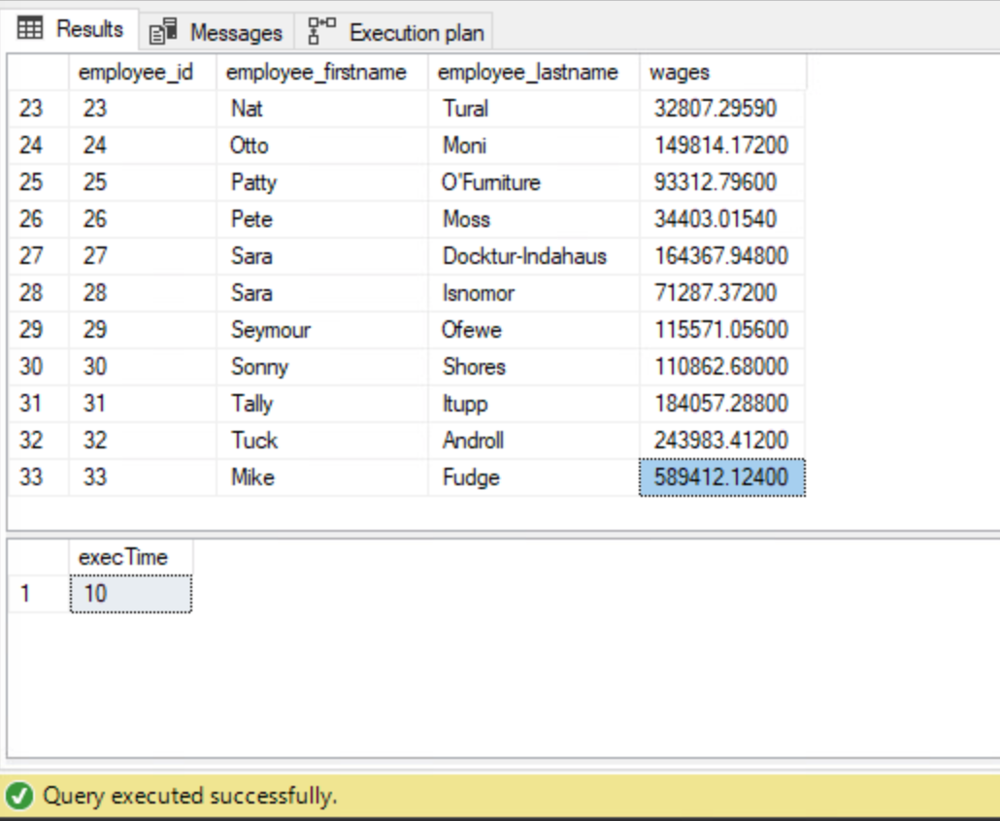 Results Messages Execution plan
employee_id employee_firstname employee_lastname wages
23 23 Nat Tural 32807.29590
24 24 Otto Moni 149814.17200
25 25 Patty O'Furniture 93312.79600
26 26 Pete Moss 34403.01540
27 27 Sara Docktur-Indahaus 164367.94800
28 28 Sara Isnomor 71287.37200
29 29 Seymour Ofewe 115571.05600
30 30 Sonny Shores 110862.68000
31 31 Tally Itupp 184057.28800
32 32 Tuck Androll 243983.41200
33 33 Mike Fudge 589412.12400
execTime
1 10
Query executed successfully.